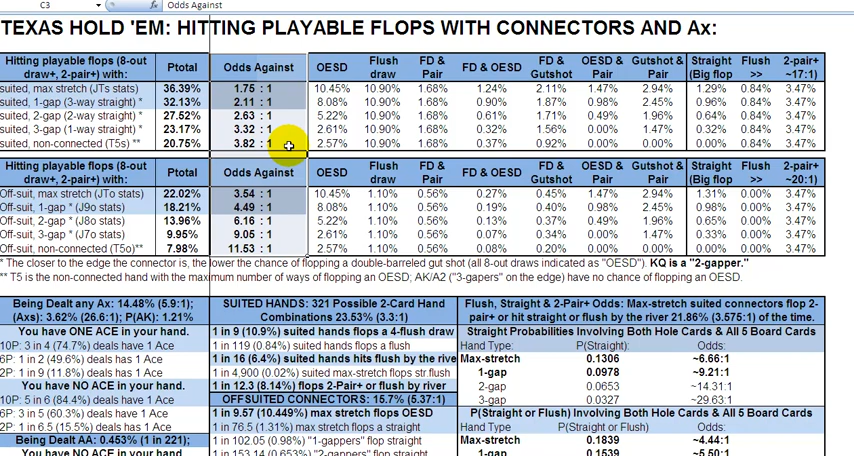 C3 Odds Against
TEXAS HOLD 'EM: HITTING PLAYABLE FLOPS WITH CONNECTORS AND Ax:
Hitting playable flops (8-out draw+, 2-pair+) with: Ptotal Odds Against OESD Flush draw FD & Pair FD & OESD FD & Gutshot OESD & Pair Gutshot & Pair Straight (Big flop Flush >> 2-pair+ ~17:1)
suited, max stretch (JTs stats) 36.39% 1.75 : 1 10.45% 10.90% 1.68% 1.24% 2.11% 1.47% 2.94% 1.29% 0.84% 3.47%
suited, 1-gap (3-way straight) * 32.13% 2.11 : 1 8.08% 10.90% 1.68% 0.90% 1.87% 0.98% 2.45% 0.96% 0.84% 3.47%
suited, 2-gap (2-way straight) * 27.52% 2.63 : 1 5.22% 10.90% 1.68% 0.61% 1.71% 0.49% 1.96% 0.64% 0.84% 3.47%
suited, 3-gap (1-way straight) * 23.17% 3.32 : 1 2.61% 10.90% 1.68% 0.32% 1.56% 0.00% 1.47% 0.32% 0.84% 3.47%
suited, non-connected (T5s) ** 20.75% 3.82 : 1 2.57% 10.90% 1.68% 0.37% 0.92% 0.00% 0.00% 0.00% 0.84% 3.47%
Hitting playable flops (8-out draw+, 2-pair+) with: Ptotal Odds Against OESD Flush draw FD & Pair FD & OESD FD & Gutshot OESD & Pair Gutshot & Pair Straight (Big flop Flush >> 2-pair+ ~20:1)
Off-suit, max stretch (JTo stats) 22.02% 3.54 : 1 10.45% 1.10% 0.56% 0.27% 0.45% 1.47% 2.94% 1.31% 0.00% 3.47%
Off-suit, 1-gap * (J9o stats) 18.21% 4.49 : 1 8.08% 1.10% 0.56% 0.19% 0.40% 0.98% 2.45% 0.98% 0.00% 3.47%
Off-suit, 2-gap * (J8o stats) 13.96% 6.16 : 1 5.22% 1.10% 0.56% 0.13% 0.37% 0.49% 1.96% 0.65% 0.00% 3.47%
Off-suit, 3-gap * (J7o stats) 9.95% 9.05 : 1 2.61% 1.10% 0.56% 0.07% 0.34% 0.00% 1.47% 0.33% 0.00% 3.47%
Off-suit, non-connected (T5o)** 7.98% 11.53 : 1 2.57% 1.10% 0.56% 0.08% 0.20% 0.00% 0.00% 0.00% 0.00% 3.47%
* The closer to the edge the connector is, the lower the chance of flopping a double-barreled gut shot (all 8-out draws indicated as "OESD"). KQ is a "2-gapper."
** T5 is the non-connected hand with the maximum number of ways of flopping an OESD; AK/A2 ("3-gapers" on the edge) have no chance of flopping an OESD.
Being Dealt any Ax: 14.48% (5.9:1);
(Axs): 3.62% (26.6:1); P(AK): 1.21%
You have ONE ACE in your hand.
10P: 3 in 4 (74.7%) deals have 1 Ace
6P: 1 in 2 (49.6%) deals has 1 Ace
2P: 1 in 9 (11.8%) deals has 1 Ace
You have NO ACE in your hand.
10P: 5 in 6 (84.4%) deals have 1 Ace
6P: 3 in 5 (60.3%) deals have 1 Ace
2P: 1 in 6.5 (15.5%) deals has 1 Ace
Being Dealt AA: 0.453% (1 in 221);
You have NO ACE in your hand.
SUITED HANDS: 321 Possible 2-Card Hand
Combinations 23.53% (3.3:1)
1 in 9 (10.9%) suited hands flops a 4-flush draw
1 in 119 (0.84%) suited hands flops a flush
1 in 16 (6.4%) suited hands hits flush by the rive
1 in 4,900 (0.02%) suited max stretch flops str.flush
1 in 12.3 (8.14%) flops 2-Pair+ or flush by river
OFFSUITED CONNECTORS: 15.7% (5.37:1)
1 in 9.57 (10.449%) max stretch flops OESD
1 in 76.5 (1.31%) max stretch flops a straight
1 in 102.05 (0.98%) "1-gappers" flop straight
1 in 153.14 (0.653%) "2-gappers" flop straight
Flush, Straight & 2-Pair+ Odds: Max-stretch suited connectors flop 2-
pair+ or hit straight or flush by the river 21.86% (3.575:1) of the time.
Straight Probabilities Involving Both Hole Cards & All 5 Board Cards
Hand Type: P(Straight): Odds:
Max-stretch 0.1306 ~6.66:1
1-gap 0.0978 ~9.21:1
2-gap 0.0653 ~14.31:1
3-gap 0.0327 ~29.63:1
P(Straight or Flush) Involving Both Hole Cards & All 5 Board Cards
Hand Type P(Straight or Flush) Odds:
Max-stretch 0.1839 ~4.44:1
1-gap 0.1539 ~5.50:1